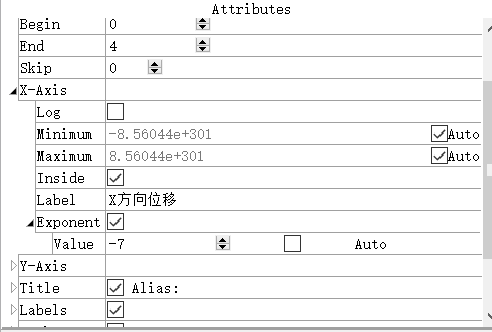 Attributes
Begin 0
End 4
Skip 0
X-Axis
Log
Minimum -8.56044e+301 Auto
Maximum 8.56044e+301 Auto
Inside
Label X方向位移
Exponent
Value -7 Auto
Y-Axis
Title Alias:
Labels